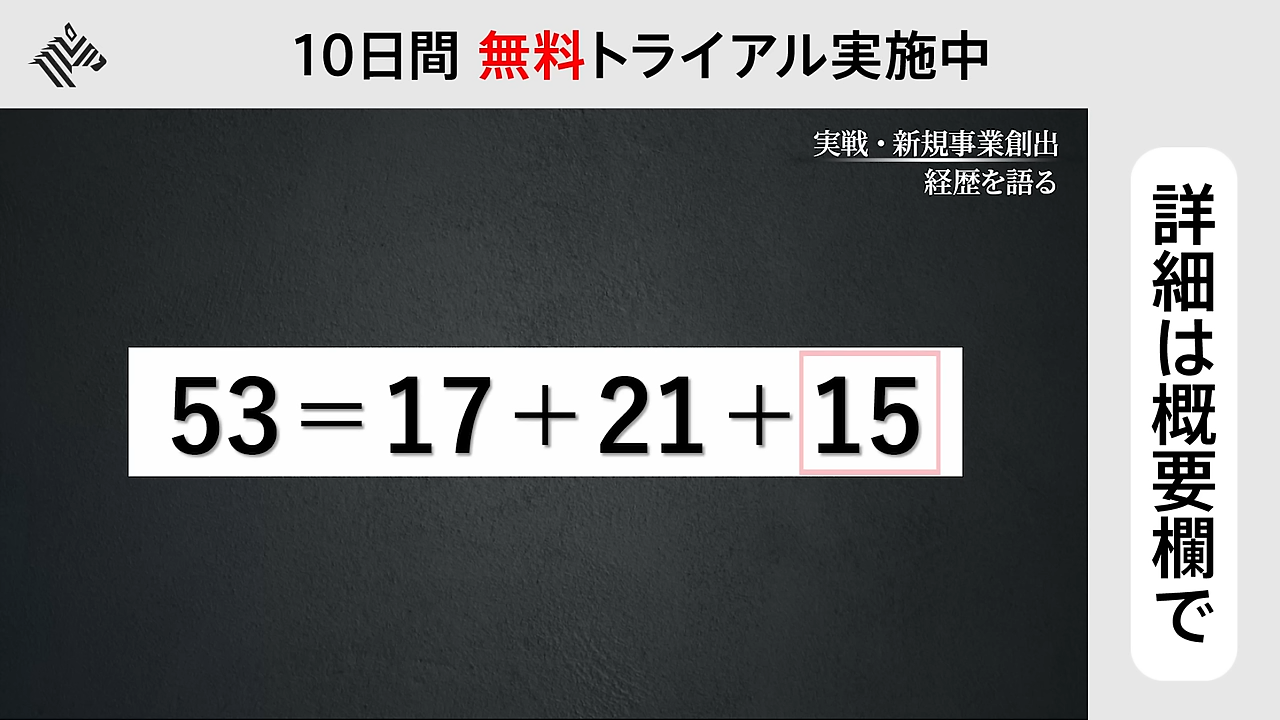 10日間 無料トライアル実施中
実戦・新規事業創出
経歴を語る
53＝17＋21＋15
詳細は概要欄で